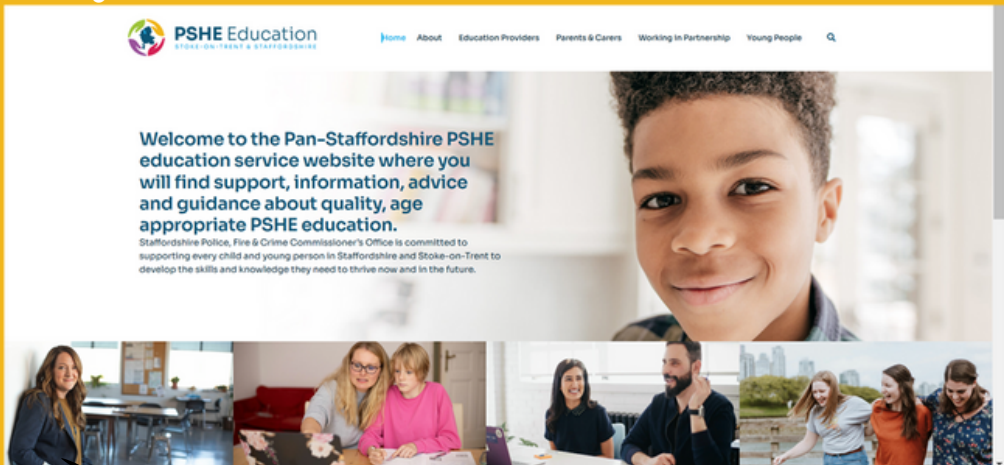 PSHE Education
STOKE-ON-TRENT & STAFFORDSHIRE
Home About Education Providers Parents & Carers Working in Partnership Young People
Welcome to the Pan-Staffordshire PSHE
education service website where you
will find support, information, advice
and guidance about quality, age
appropriate PSHE education.
Staffordshire Police, Fire & Crime Commissioner's Office is committed to
supporting every child and young person in Staffordshire and Stoke-on-Trent to
develop the skills and knowledge they need to thrive now and in the future.